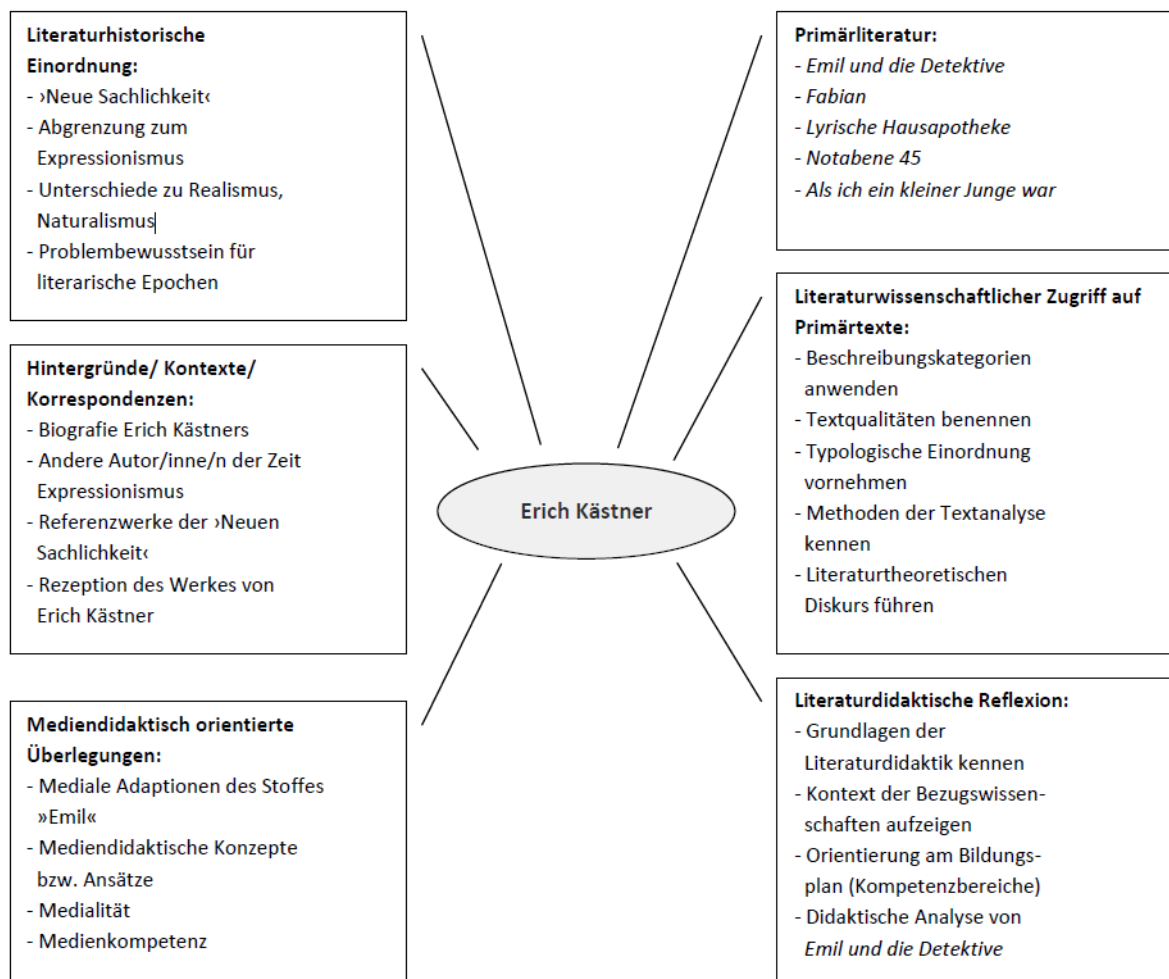 Literaturhistorische
Einordnung:
- ›Neue Sachlichkeit‹
- Abgrenzung zum
Expressionismus
- Unterschiede zu Realismus,
Naturalismus
- Problembewusstsein für
literarische Epochen
Hintergründe/ Kontexte/
Korrespondenzen:
- Biografie Erich Kästners
- Andere Autor/inne/n der Zeit
Expressionismus
- Referenzwerke der ›Neuen
Sachlichkeit‹
- Rezeption des Werkes von
Erich Kästner
Mediendidaktisch orientierte
Überlegungen:
- Mediale Adaptionen des Stoffes
»Emil«
- Mediendidaktische Konzepte
bzw. Ansätze
- Medialität
- Medienkompetenz
Erich Kästner
Primärliteratur:
- Emil und die Detektive
- Fabian
- Lyrische Hausapotheke
- Notabene 45
- Als ich ein kleiner Junge war
Literaturwissenschaftlicher Zugriff auf
Primärtexte:
- Beschreibungskategorien
anwenden
- Textqualitäten benennen
- Typologische Einordnung
vornehmen
- Methoden der Textanalyse
kennen
- Literaturtheoretischen
Diskurs führen
Literaturdidaktische Reflexion:
- Grundlagen der
Literaturdidaktik kennen
- Kontext der Bezugswissen-
schaften aufzeigen
- Orientierung am Bildungs-
plan (Kompetenzbereiche)
- Didaktische Analyse von
Emil und die Detektive